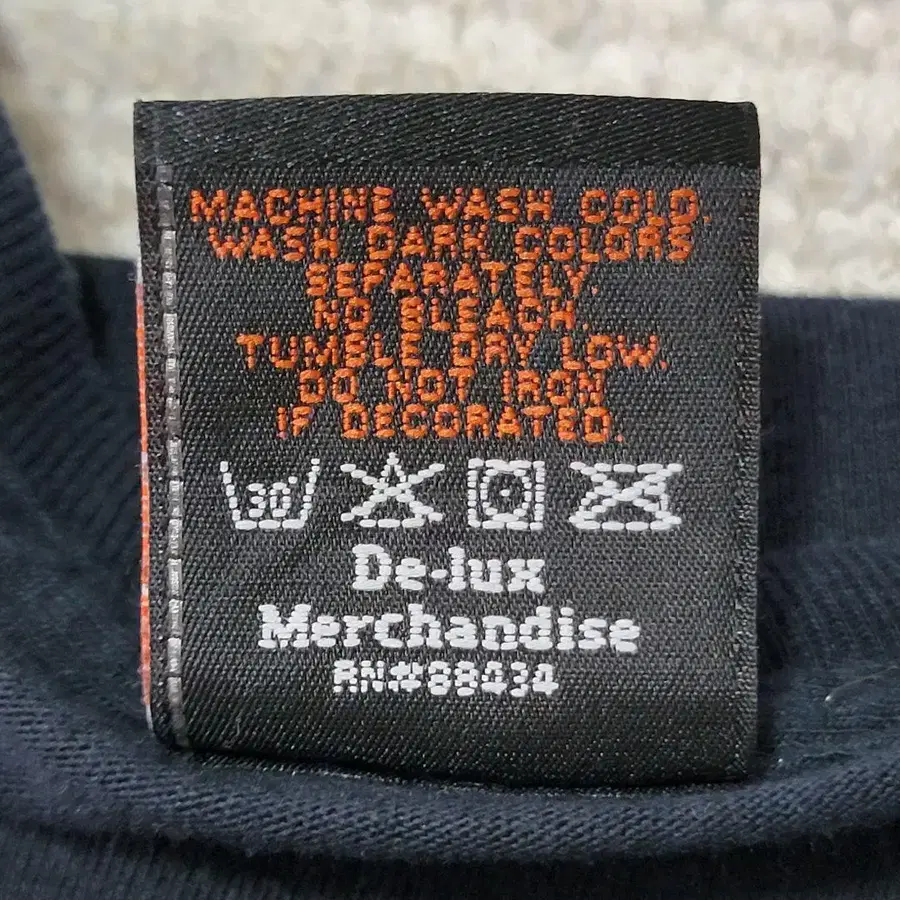 MACHINE WASH COLD.
WASH DARK COLORS
SEPARATELY.
NO BLEACH.
TUMBLE DRY LOW.
DO NOT IRON
IF DECORATED.
30°
De-lux
Merchandise
RN#98434